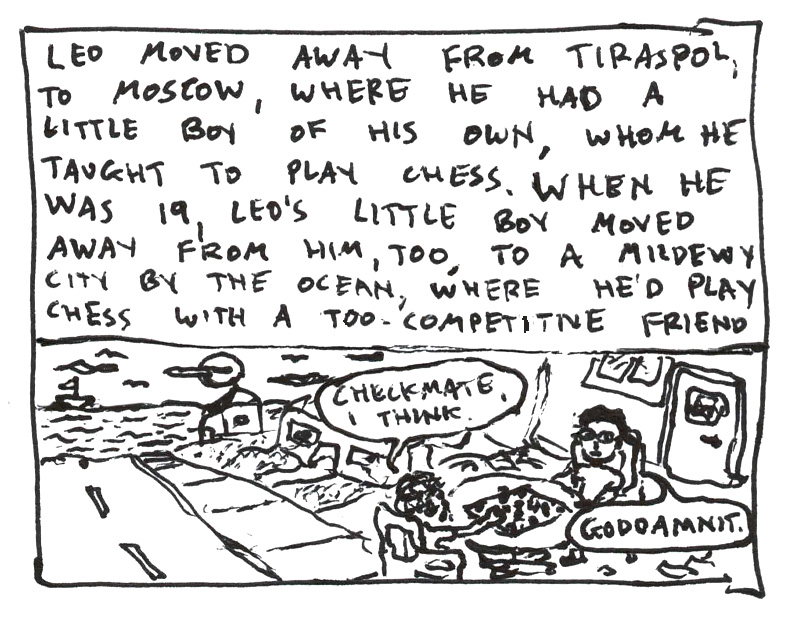 LEO MOVED AWAY FROM TIRASPOL,
TO MOSCOW, WHERE HE HAD A
LITTLE BOY OF HIS OWN, WHOM HE
TAUGHT TO PLAY CHESS. WHEN HE
WAS 19, LEO'S LITTLE BOY MOVED
AWAY FROM HIM, TOO, TO A MILDEWY
CITY BY THE OCEAN, WHERE HE'D PLAY
CHESS WITH A TOO-COMPETITIVE FRIEND
CHECKMATE,
I THINK.
GODDAMNIT.